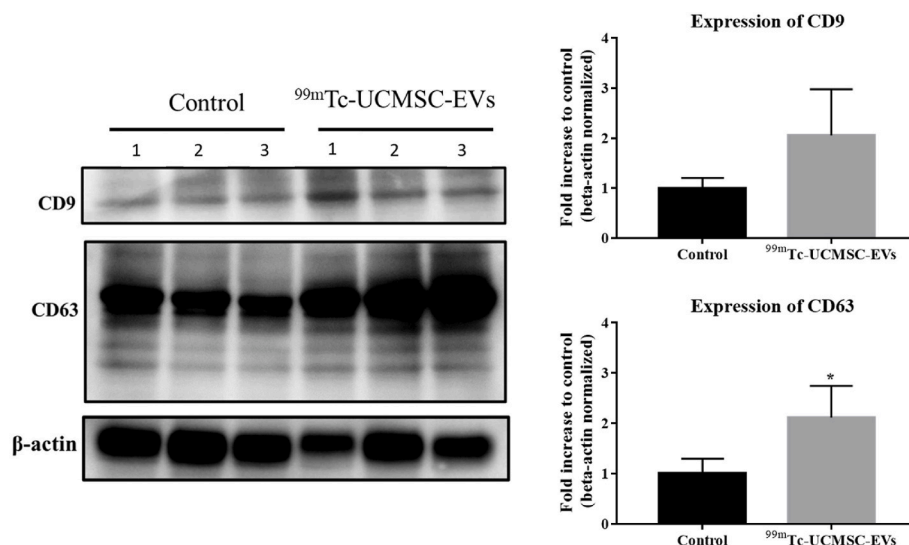 Control
⁹⁹ᵐTc-UCMSC-EVs
1 2 3 1 2 3
CD9
CD63
β-actin
Expression of CD9
Fold increase to control
(beta-actin normalized)
4
3
2
1
0
Control
⁹⁹ᵐTc-UCMSC-EVs
Expression of CD63
Fold increase to control
(beta-actin normalized)
4
3
2
1
0
*
Control
⁹⁹ᵐTc-UCMSC-EVs